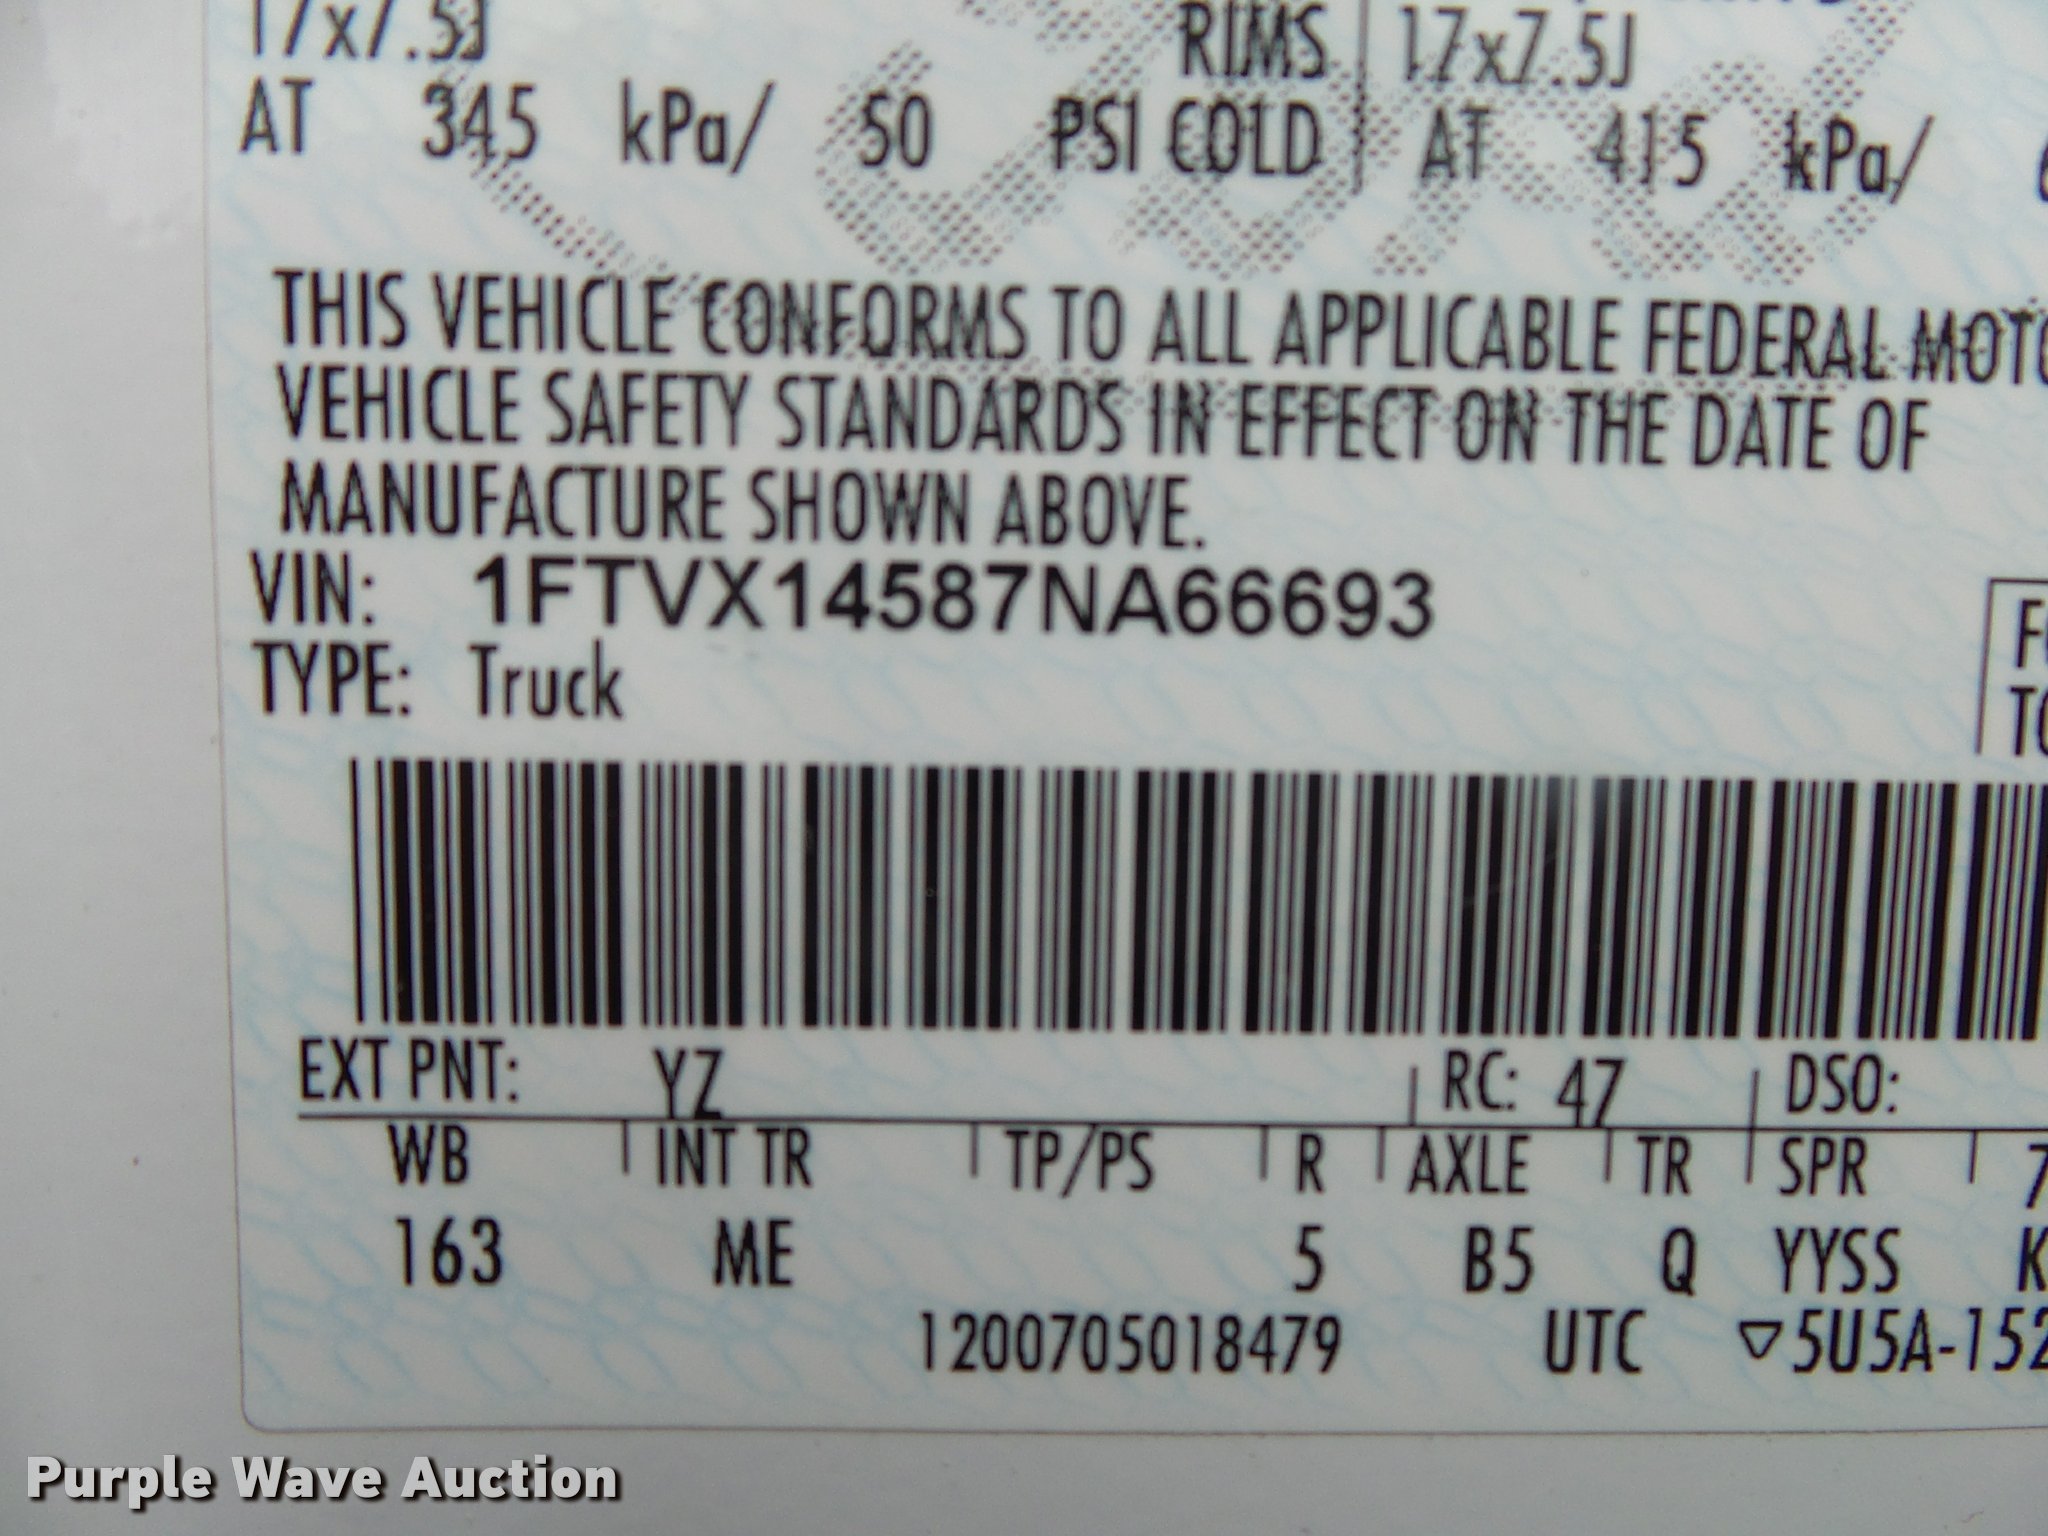 17x7.5J RIMS 17x7.5J
AT 345 kPa/ 50 PSI COLD AT 415 kPa/
THIS VEHICLE CONFORMS TO ALL APPLICABLE FEDERAL MOTO
VEHICLE SAFETY STANDARDS IN EFFECT ON THE DATE OF
MANUFACTURE SHOWN ABOVE.
VIN: 1FTVX14587NA66693
TYPE: Truck
EXT PNT: YZ RC: 47 DSO:
WB INT TR TP/PS R AXLE TR SPR
163 ME 5 B5 Q YYSS K
1200705018479 UTC ▽5U5A-152
Purple Wave Auction